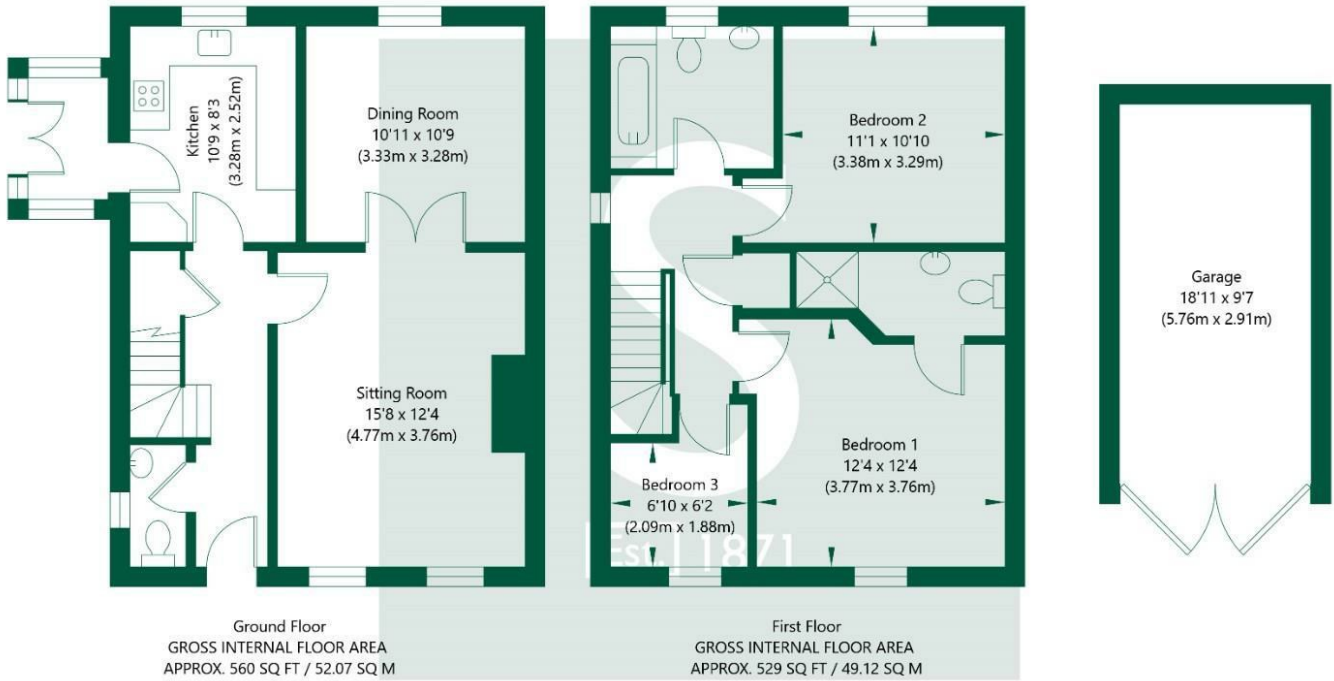 Kitchen
10'9 x 8'3
(3.28m x 2.52m)
Dining Room
10'11 x 10'9
(3.33m x 3.28m)
Sitting Room
15'8 x 12'4
(4.77m x 3.76m)
Ground Floor
GROSS INTERNAL FLOOR AREA
APPROX. 560 SQ FT / 52.07 SQ M
Bedroom 2
11'1 x 10'10
(3.38m x 3.29m)
Bedroom 1
12'4 x 12'4
(3.77m x 3.76m)
Bedroom 3
6'10 x 6'2
(2.09m x 1.88m)
S
[Est.] 1871
First Floor
GROSS INTERNAL FLOOR AREA
APPROX. 529 SQ FT / 49.12 SQ M
Garage
18'11 x 9'7
(5.76m x 2.91m)